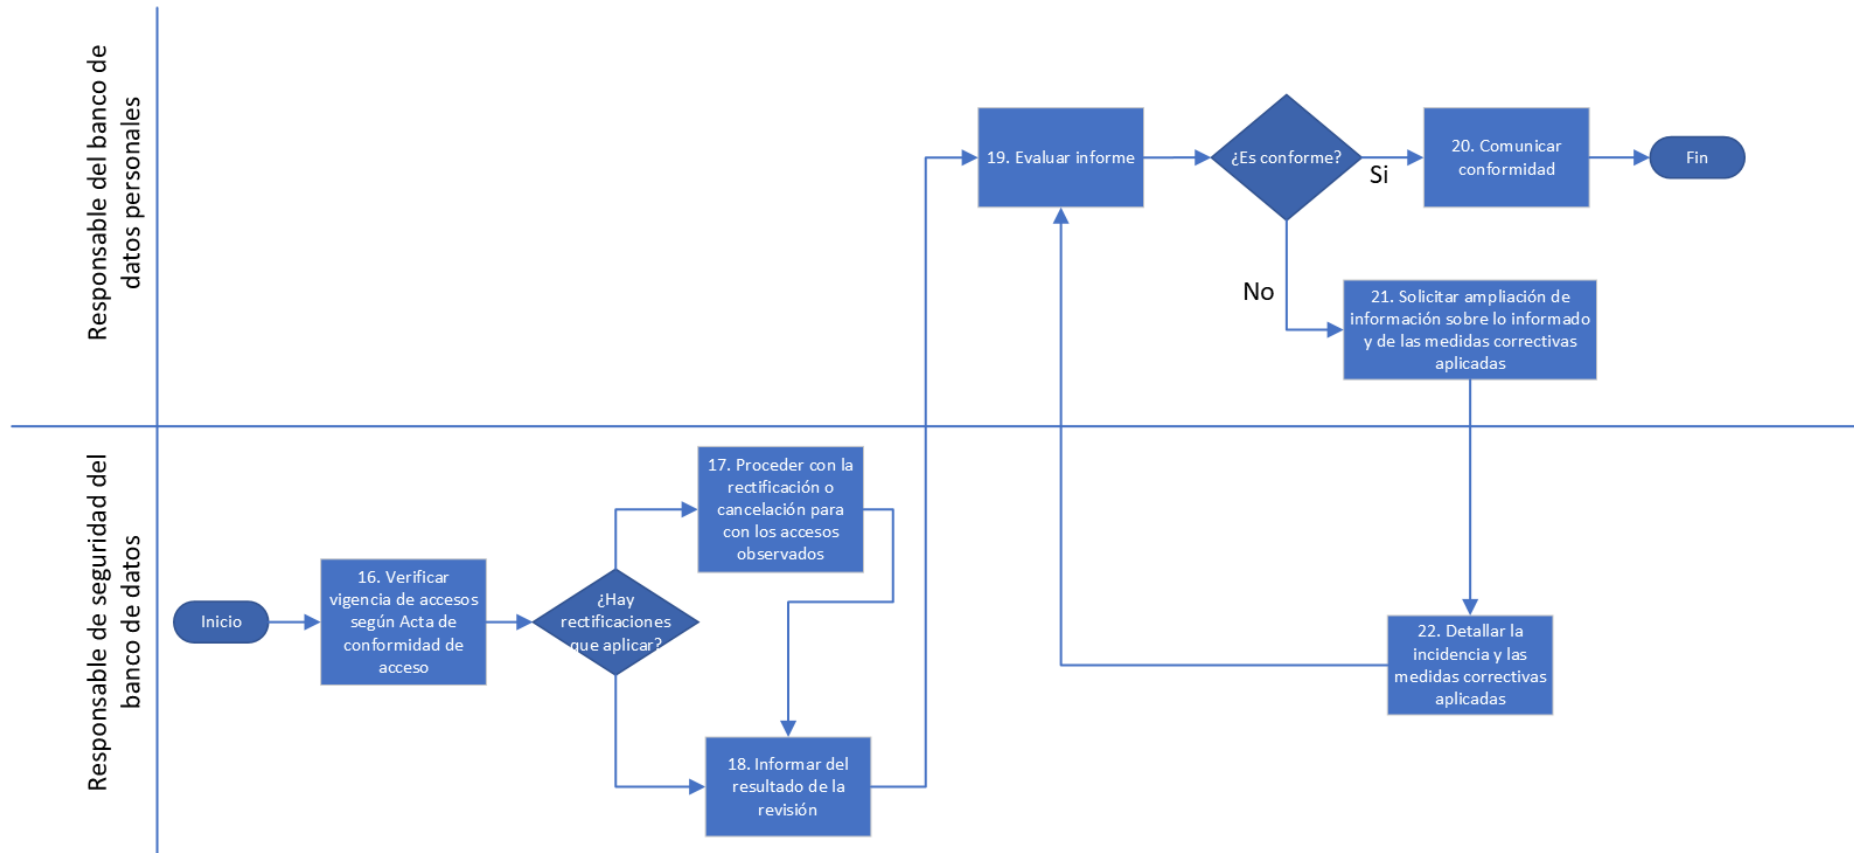 Responsable del banco de
datos personales
19. Evaluar informe
¿Es conforme?
Si
20. Comunicar
conformidad
Fin
No
21. Solicitar ampliación de
información sobre lo informado
y de las medidas correctivas
aplicadas
Responsable de seguridad del
banco de datos
Inicio
16. Verificar
vigencia de accesos
según Acta de
conformidad de
acceso
¿Hay
rectificaciones
que aplicar?
17. Proceder con la
rectificación o
cancelación para
con los accesos
observados
18. Informar del
resultado de la
revisión
22. Detallar la
incidencia y las
medidas correctivas
aplicadas